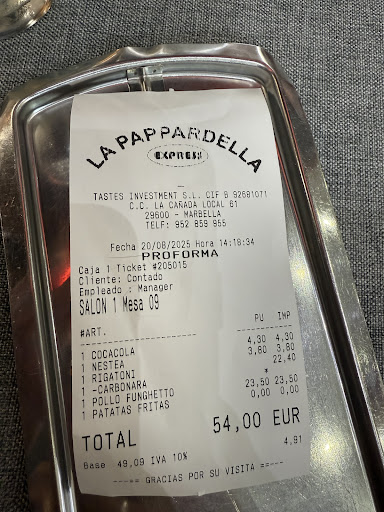 LA PAPPARDELLA
EXPRESS
TASTES INVESTMENT S.L. CIF B 92681071
C.C. LA CAÑADA LOCAL 61
29600 - MARBELLA
TELF: 952 859 955
Fecha 20/08/2025 Hora 14:18:34
PROFORMA
Caja 1 Ticket #205015
Cliente: Contado
Empleado .: Manager
SALON 1 Mesa 09
#ART. PU IMP
1 COCACOLA 4,30 4,30
1 NESTEA 3,80 3,80
1 RIGATONI 22,40
1 -CARBONARA *
1 POLLO FUNGHETTO 23,50 23,50
1 PATATAS FRITAS 0,00 0,00
TOTAL 54,00 EUR
Base 49,09 IVA 10% 4,91
---== GRACIAS POR SU VISITA ==---